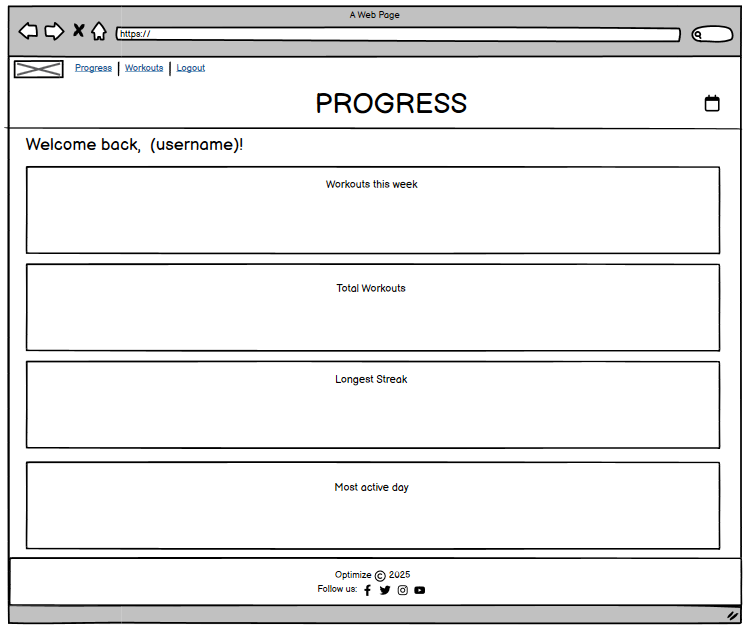 A Web Page
https://
Progress | Workouts | Logout
PROGRESS
Welcome back, (username)!
Workouts this week
Total Workouts
Longest Streak
Most active day
Optimize © 2025
Follow us: